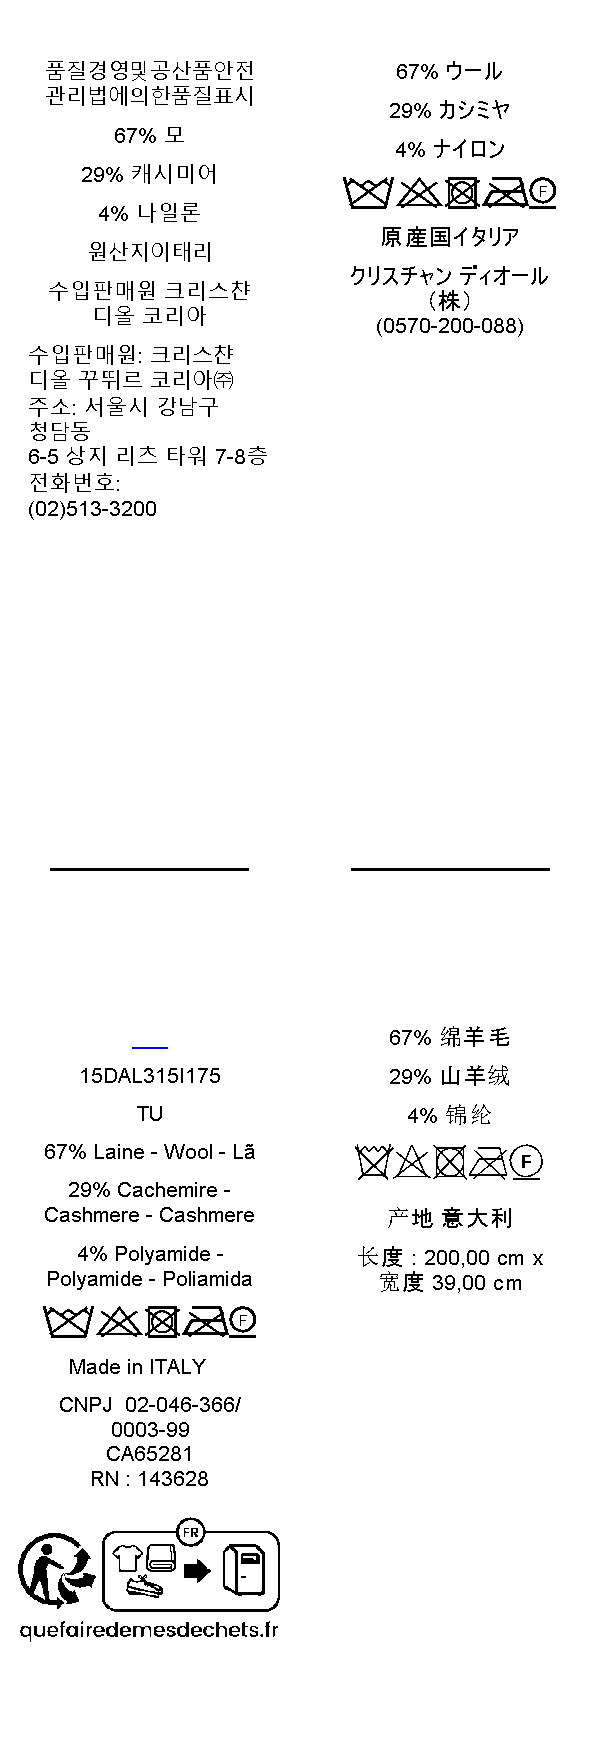 품질경영및공산품안전
관리법에의한품질표시
67% 모
29% 캐시미어
4% 나일론
원산지이태리
수입판매원 크리스챤
디올 코리아
수입판매원: 크리스챤
디올 꾸뛰르 코리아㈜
주소: 서울시 강남구
청담동
6-5 상지 리츠 타워 7-8층
전화번호:
(02)513-3200
67% ウール
29% カシミヤ
4% ナイロン
F
原産国イタリア
クリスチャン ディオール
（株）
(0570-200-088)
15DAL315I175
TU
67% Laine - Wool - Lã
29% Cachemire -
Cashmere - Cashmere
4% Polyamide -
Polyamide - Poliamida
F
Made in ITALY
CNPJ 02-046-366/
0003-99
CA65281
RN : 143628
FR
quefairedemesdechets.fr
67% 绵羊毛
29% 山羊绒
4% 锦纶
F
产地 意大利
长度 : 200,00 cm x
宽度 39,00 cm